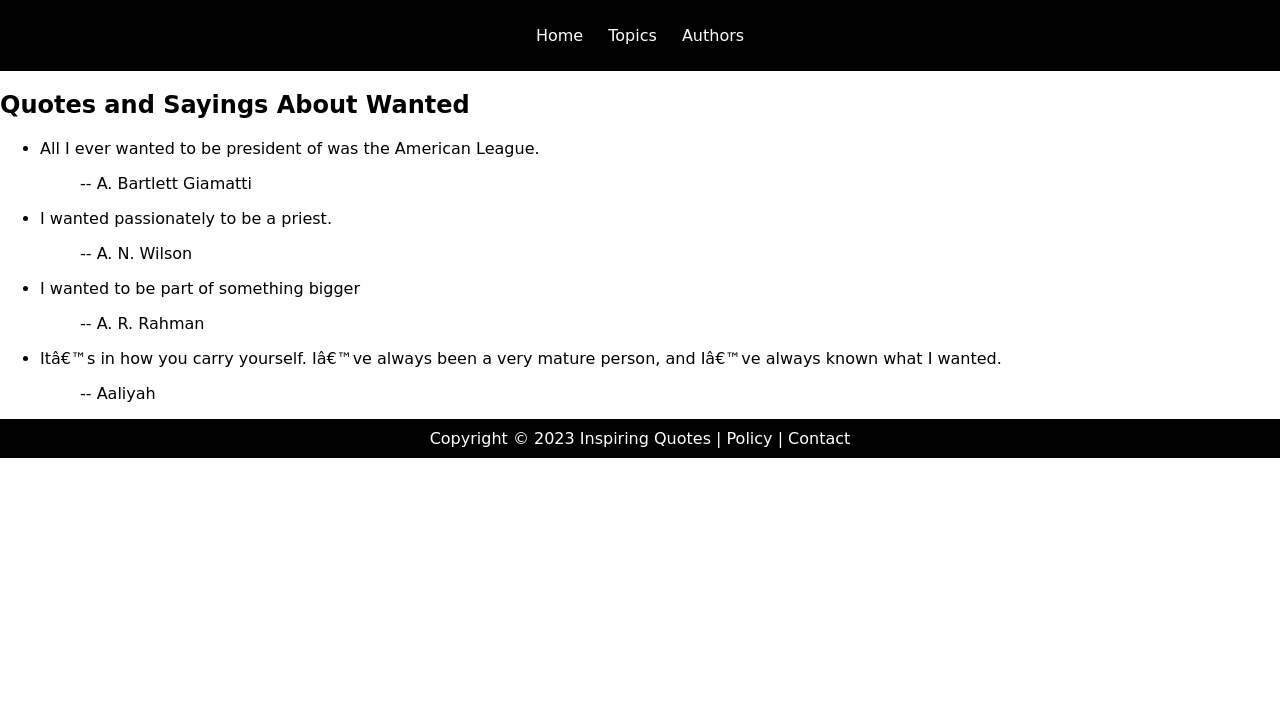 Home Topics Authors
Quotes and Sayings About Wanted
• All I ever wanted to be president of was the American League.
-- A. Bartlett Giamatti
• I wanted passionately to be a priest.
-- A. N. Wilson
• I wanted to be part of something bigger
-- A. R. Rahman
• Itâ€™s in how you carry yourself. Iâ€™ve always been a very mature person, and Iâ€™ve always known what I wanted.
-- Aaliyah
Copyright © 2023 Inspiring Quotes | Policy | Contact